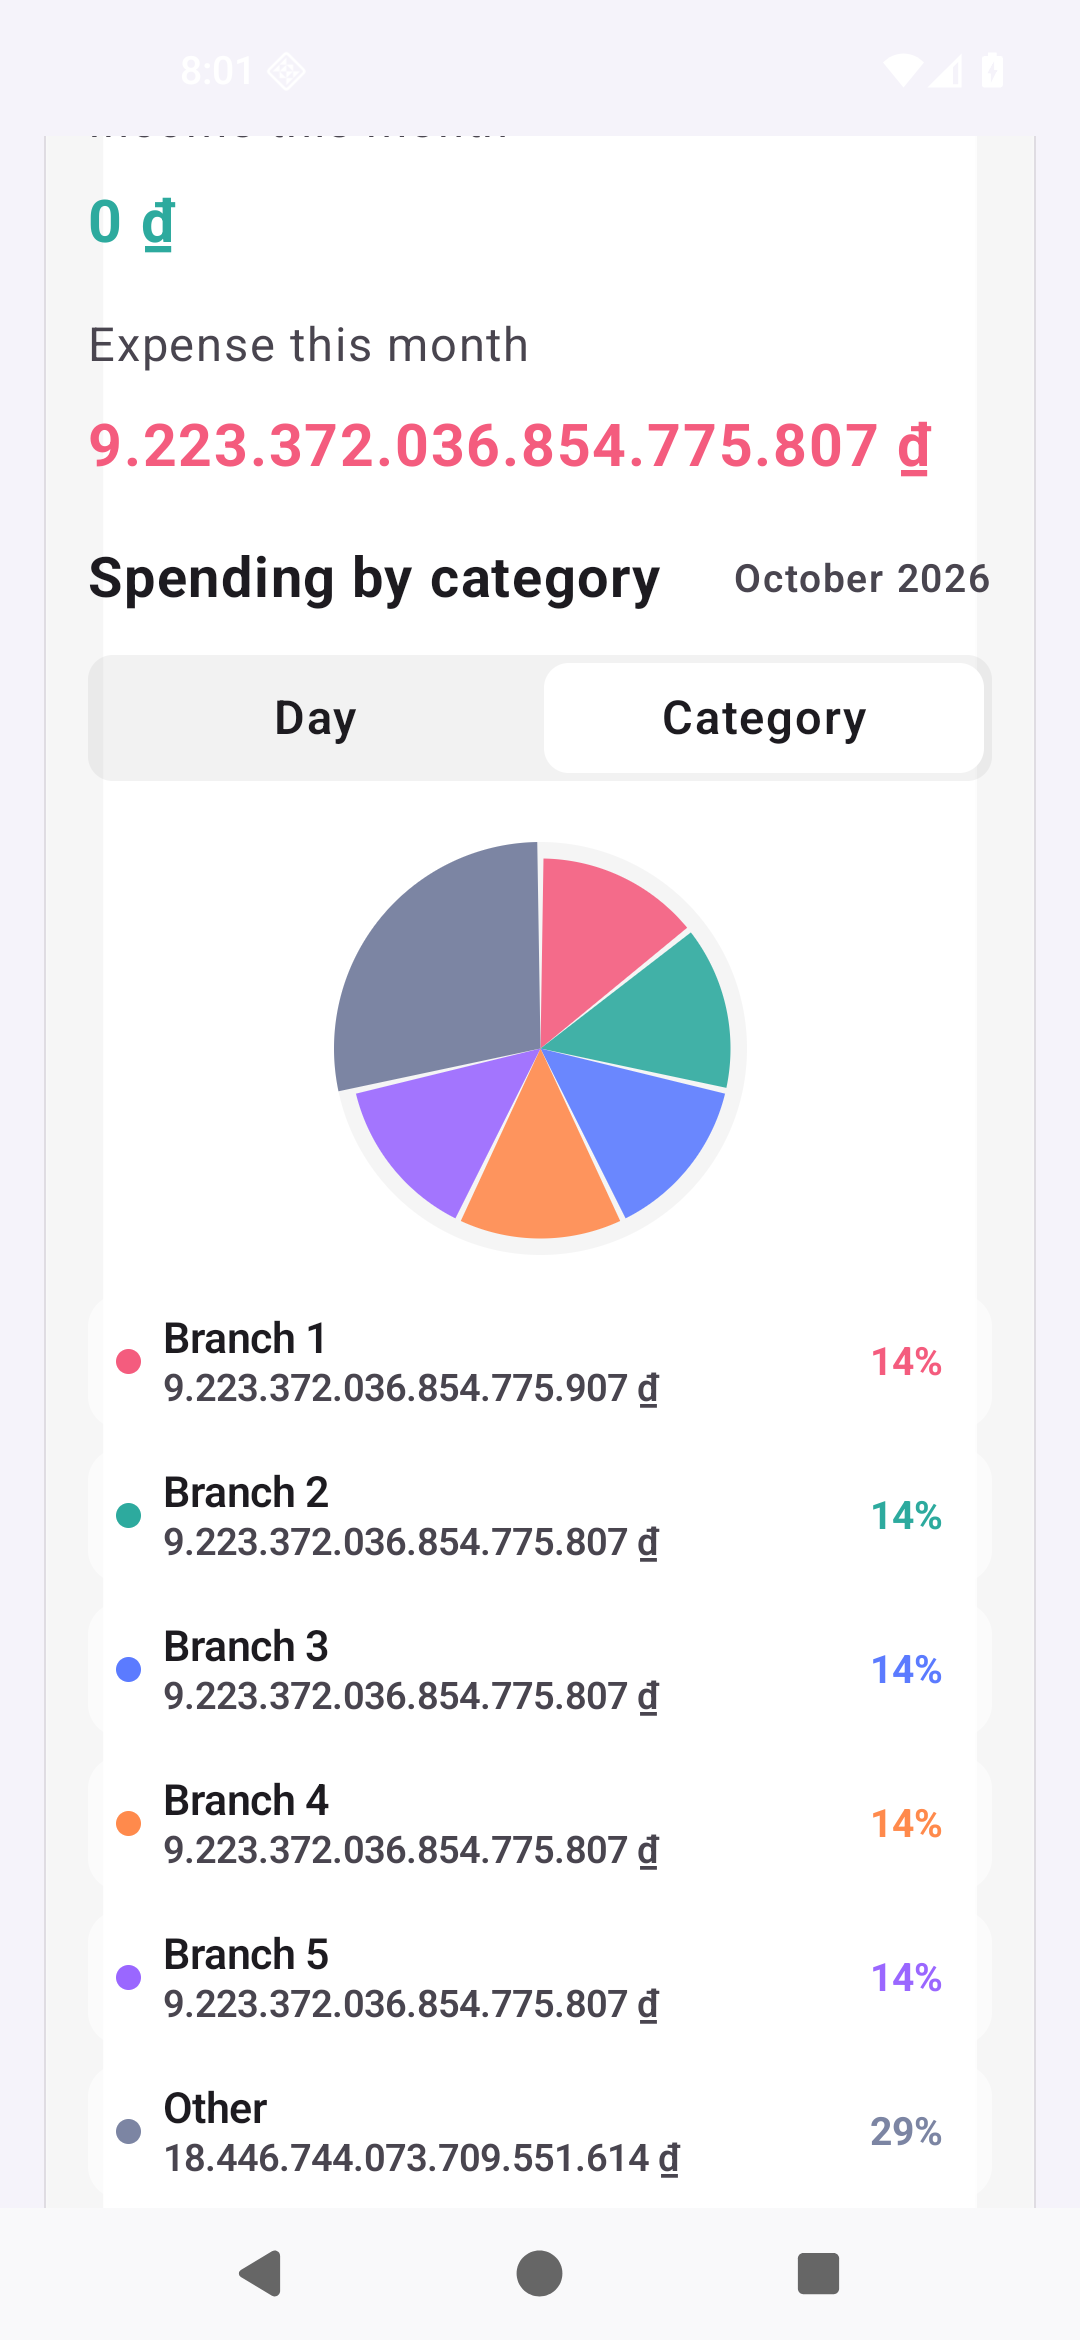 8:01
0 ₫
Expense this month
9.223.372.036.854.775.807 ₫
Spending by category
October 2026
Day
Category
Branch 1
9.223.372.036.854.775.907 ₫
14%
Branch 2
9.223.372.036.854.775.807 ₫
14%
Branch 3
9.223.372.036.854.775.807 ₫
14%
Branch 4
9.223.372.036.854.775.807 ₫
14%
Branch 5
9.223.372.036.854.775.807 ₫
14%
Other
18.446.744.073.709.551.614 ₫
29%